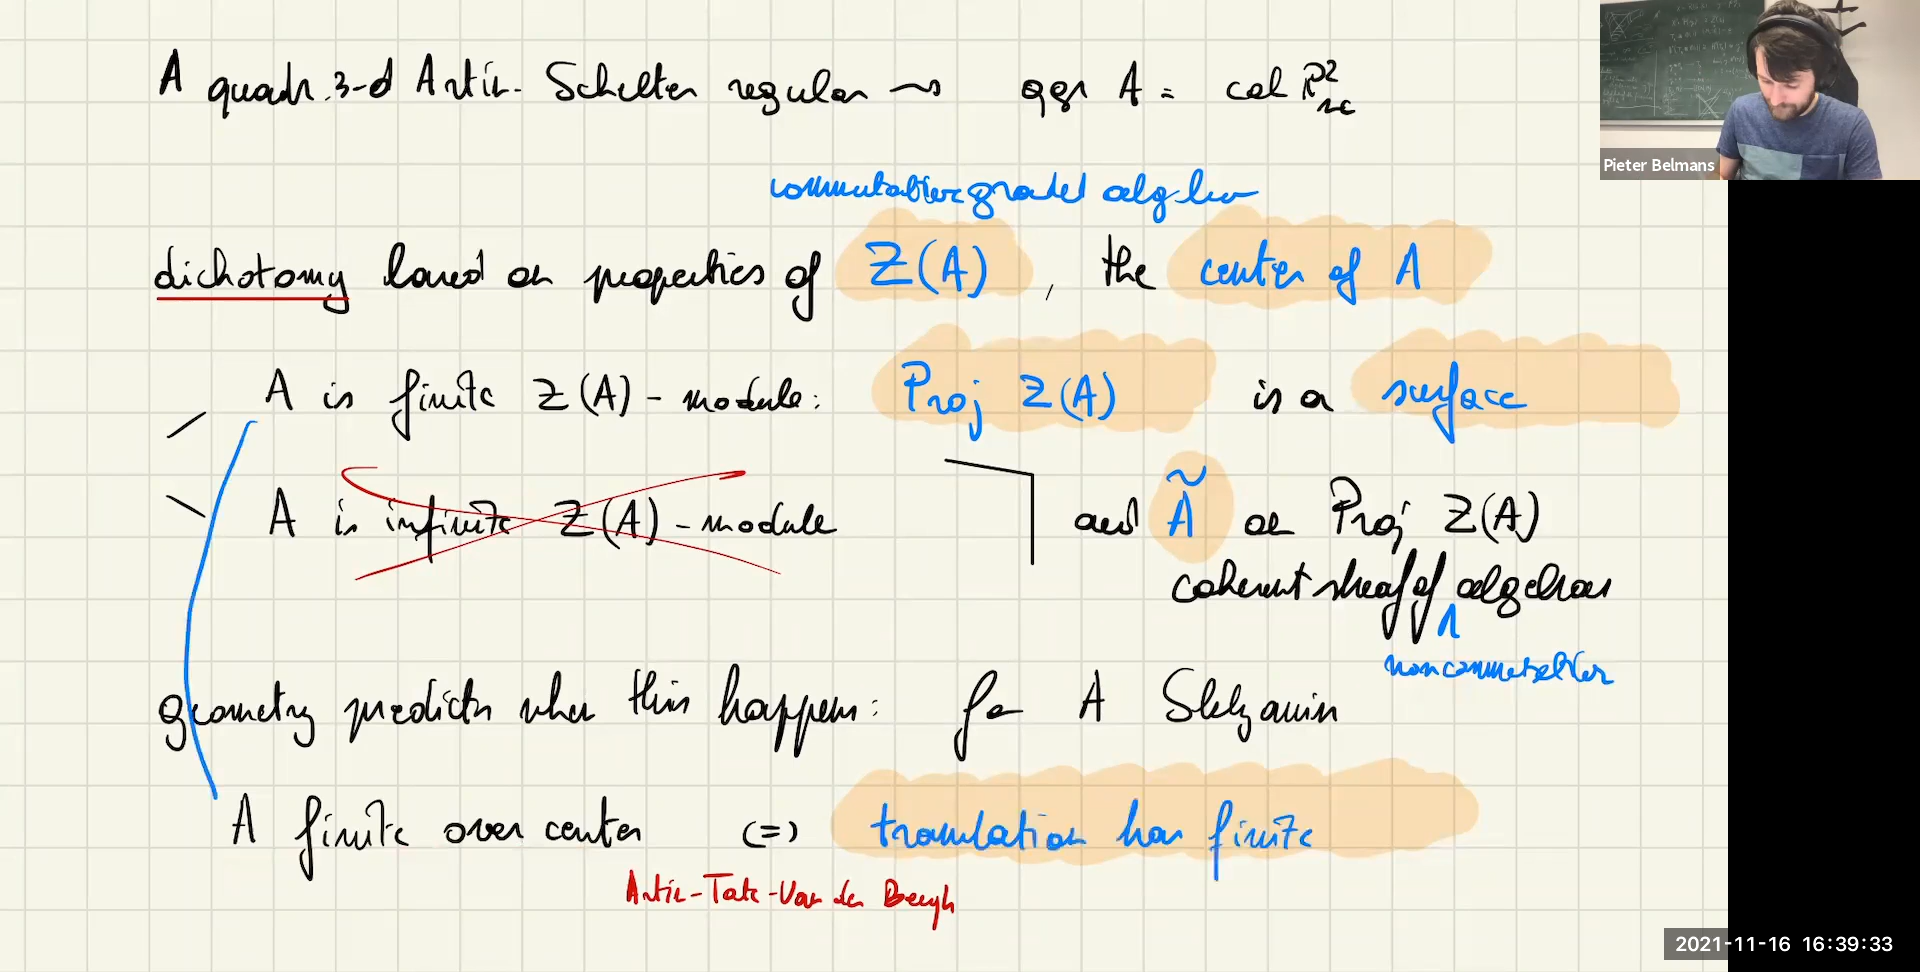 A quadr. 3-d Artin-Schelter regular ⇝ qgr A = coh ℙ²nc
Pieter Belmans
commutative graded algebra
dichotomy based on properties of Z(A), the center of A
A is finite Z(A)-module: Proj Z(A) is a surface
A is infinite Z(A)-module and Ã on Proj Z(A)
coherent sheaf of algebras
noncommutative
geometry predicts when this happens: for A Sklyanin
A finite over center (=) translation has finite
Artin-Tate-Van den Bergh
2021-11-16 16:39:33